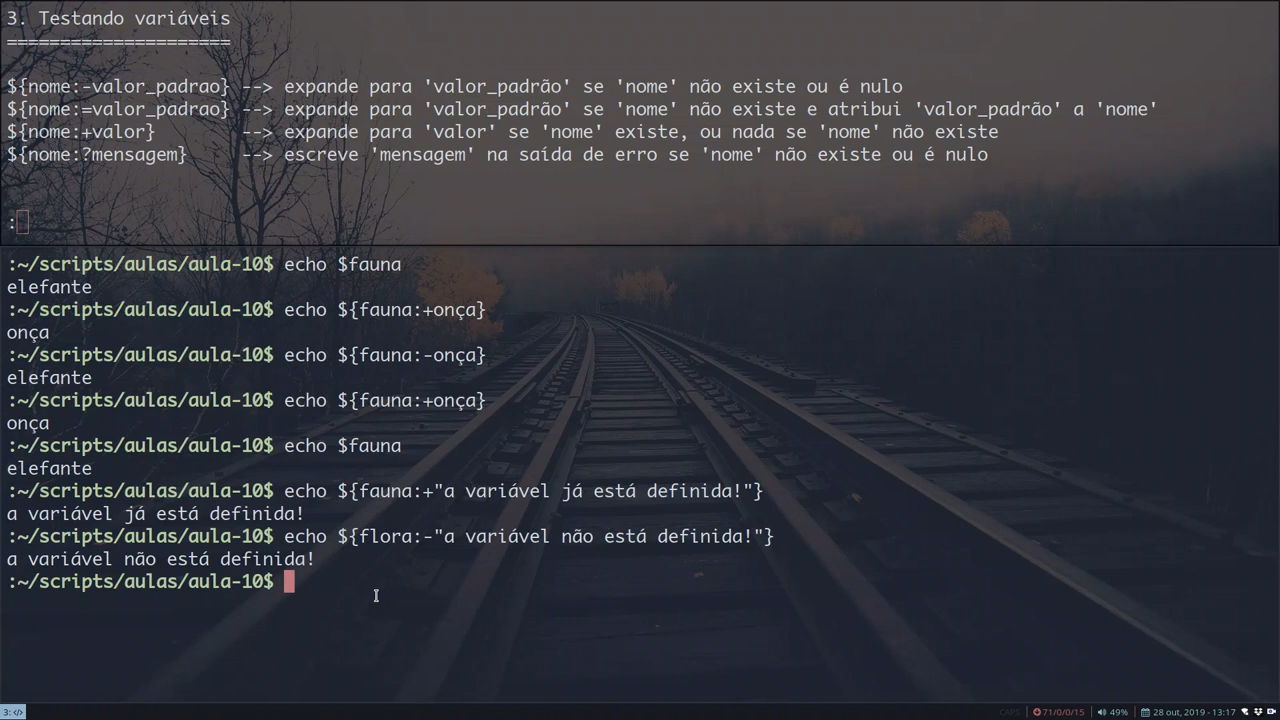 3. Testando variáveis
=====================
${nome:-valor_padrao} --> expande para 'valor_padrão' se 'nome' não existe ou é nulo
${nome:=valor_padrao} --> expande para 'valor_padrão' se 'nome' não existe e atribui 'valor_padrão' a 'nome'
${nome:+valor} --> expande para 'valor' se 'nome' existe, ou nada se 'nome' não existe
${nome:?mensagem} --> escreve 'mensagem' na saída de erro se 'nome' não existe ou é nulo
:
:~/scripts/aulas/aula-10$ echo $fauna
elefante
:~/scripts/aulas/aula-10$ echo ${fauna:+onça}
onça
:~/scripts/aulas/aula-10$ echo ${fauna:-onça}
elefante
:~/scripts/aulas/aula-10$ echo ${fauna:+onça}
onça
:~/scripts/aulas/aula-10$ echo $fauna
elefante
:~/scripts/aulas/aula-10$ echo ${fauna:+"a variável já está definida!"}
a variável já está definida!
:~/scripts/aulas/aula-10$ echo ${flora:-"a variável não está definida!"}
a variável não está definida!
:~/scripts/aulas/aula-10$
3: </> CAPS 71/0/0/15 49% 28 out, 2019 - 13:17